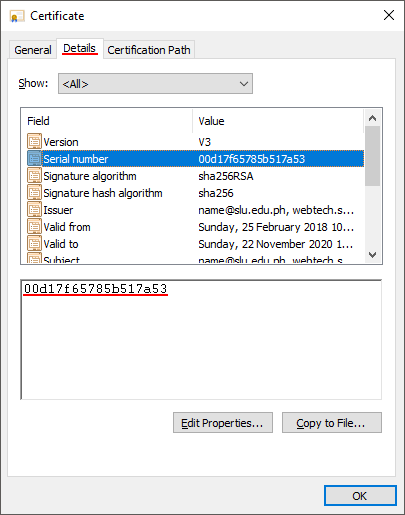 Certificate
General Details Certification Path
Show: <All>
Field Value
Version V3
Serial number 00d17f65785b517a53
Signature algorithm sha256RSA
Signature hash algorithm sha256
Issuer name@slu.edu.ph, webtech.s...
Valid from Sunday, 25 February 2018 10...
Valid to Sunday, 22 November 2020 1...
Subject name@slu.edu.ph, webtech.s...
00d17f65785b517a53
Edit Properties... Copy to File...
OK